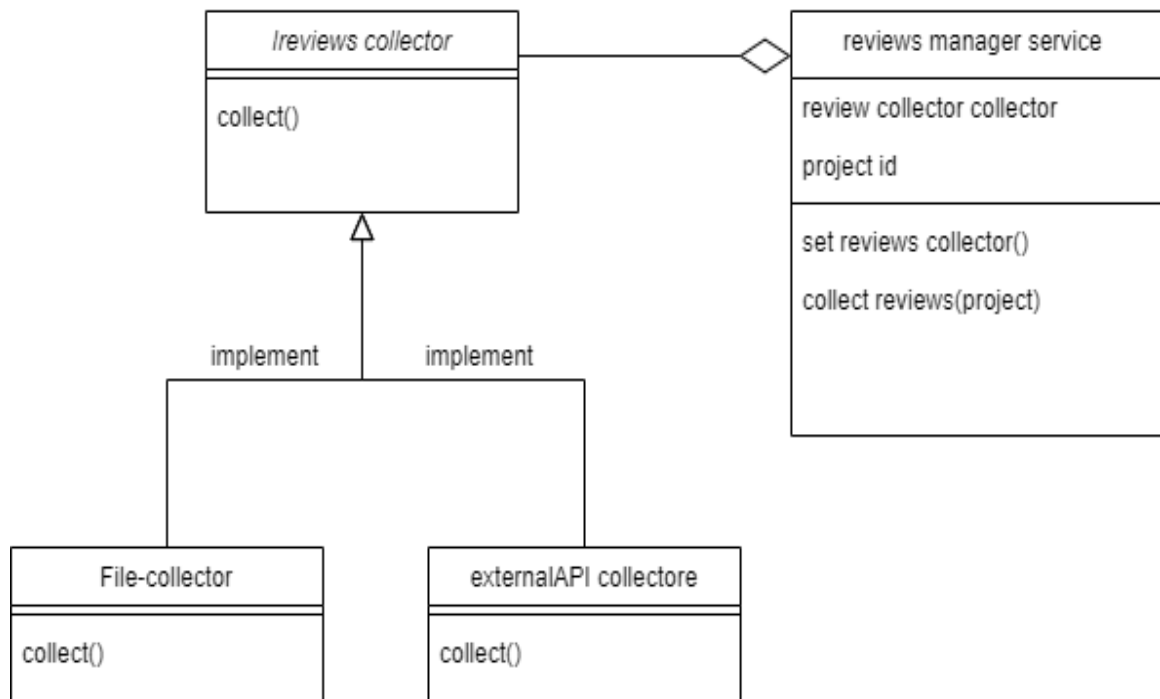 Ireviews collector
collect()
reviews manager service
review collector collector
project id
set reviews collector()
collect reviews(project)
implement
implement
File-collector
collect()
externalAPI collectore
collect()